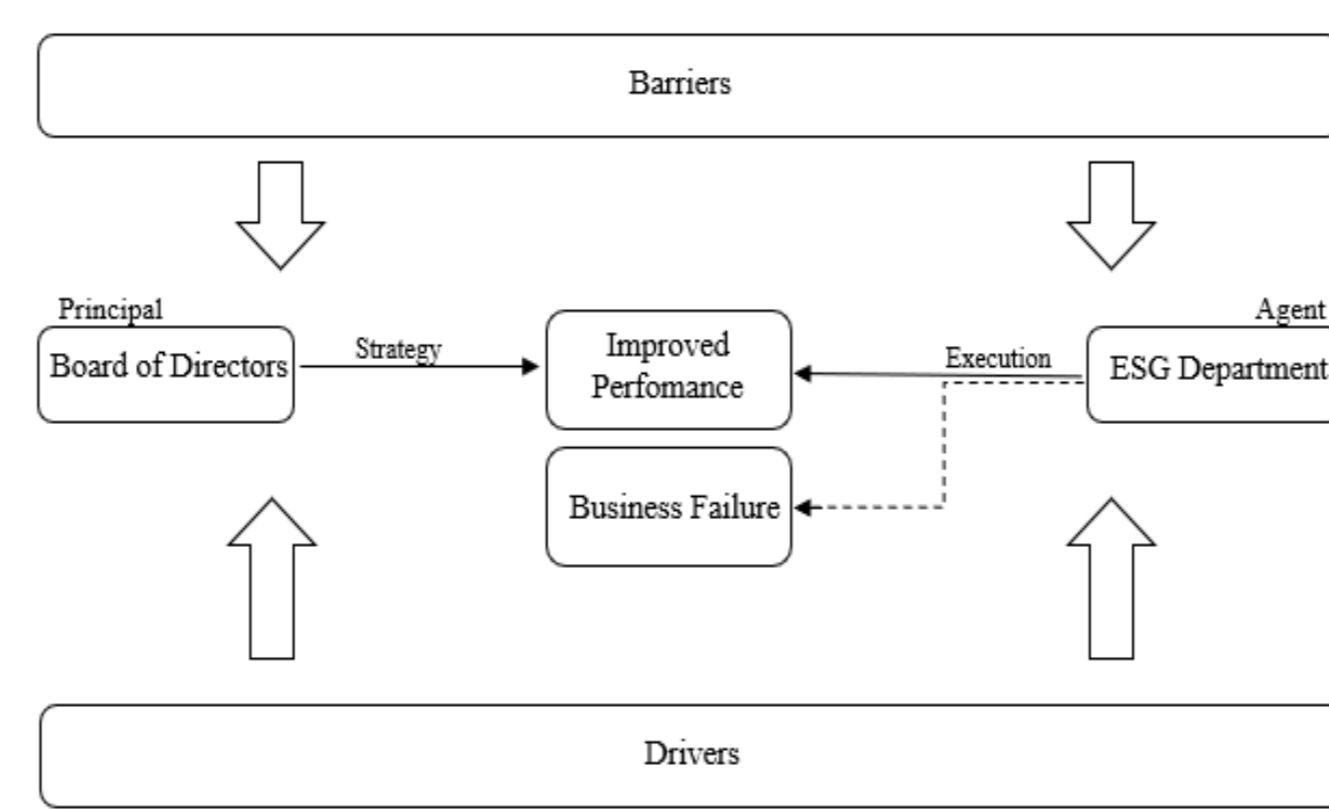 Barriers
Principal
Agent
Board of Directors
Strategy
Improved
Perfomance
Execution
ESG Department
Business Failure
Drivers